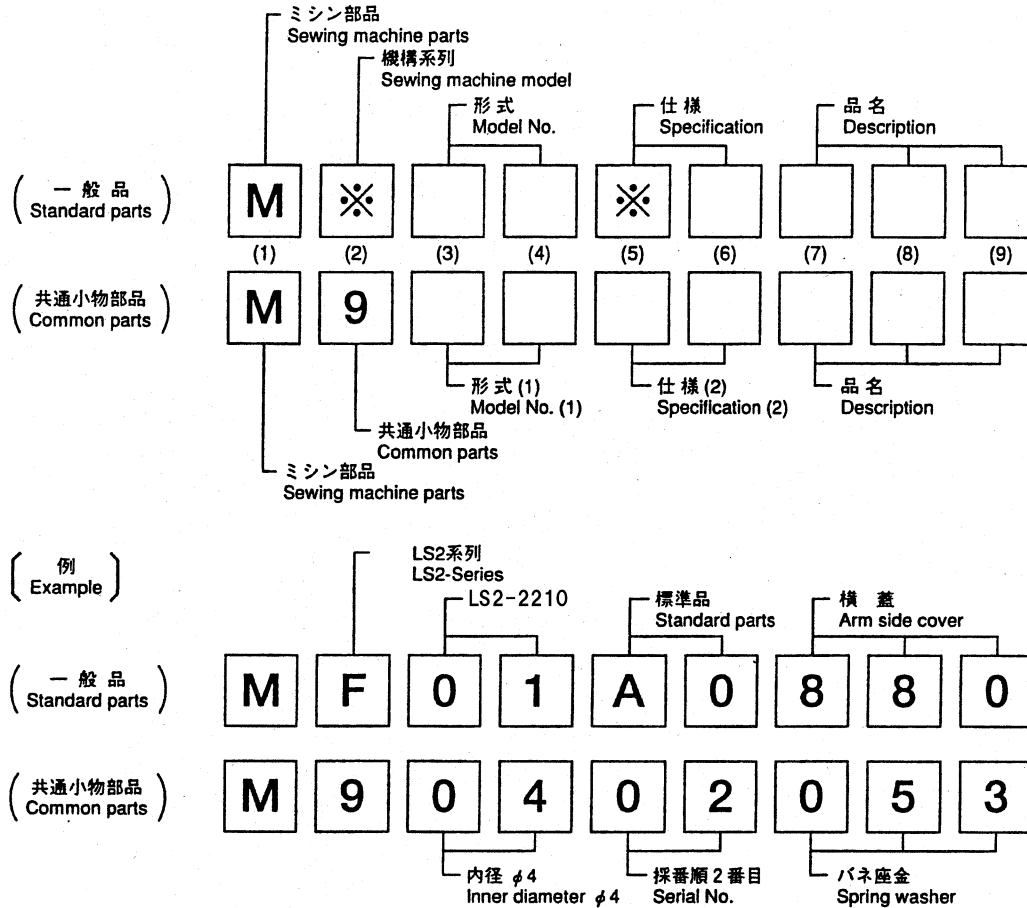 ミシン部品
Sewing machine parts
機構系列
Sewing machine model
形式
Model No.
仕様
Specification
品名
Description
(一般品
Standard parts)
M ※ ※
(1) (2) (3) (4) (5) (6) (7) (8) (9)
(共通小物部品
Common parts)
M 9
形式(1)
Model No. (1)
仕様(2)
Specification (2)
品名
Description
共通小物部品
Common parts
ミシン部品
Sewing machine parts
〔例
Example〕
LS2系列
LS2-Series
LS2-2210
標準品
Standard parts
横 蓋
Arm side cover
(一般品
Standard parts)
M F 0 1 A 0 8 8 0
(共通小物部品
Common parts)
M 9 0 4 0 2 0 5 3
内径 φ4
Inner diameter φ4
採番順2番目
Serial No.
バネ座金
Spring washer